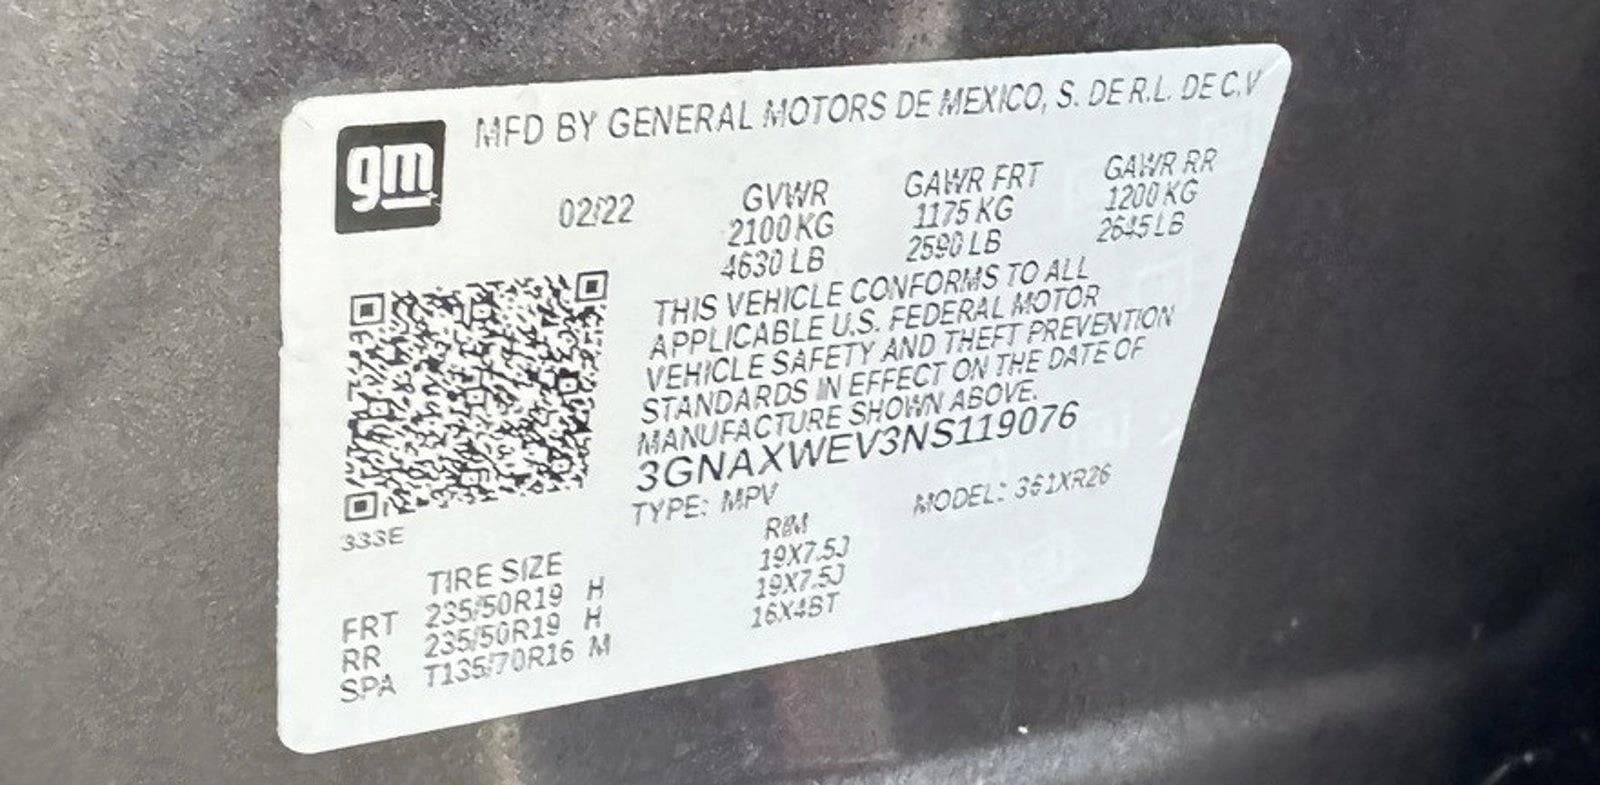 gm
MFD BY GENERAL MOTORS DE MEXICO, S. DE R.L. DE C.V
02/22
GVWR GAWR FRT GAWR RR
2100 KG 1175 KG 1200 KG
4630 LB 2590 LB 2645 LB
THIS VEHICLE CONFORMS TO ALL
APPLICABLE U.S. FEDERAL MOTOR
VEHICLE SAFETY AND THEFT PREVENTION
STANDARDS IN EFFECT ON THE DATE OF
MANUFACTURE SHOWN ABOVE.
3GNAXWEV3NS119076
TYPE: MPV MODEL: 361XR26
333E
TIRE SIZE RIM
FRT 235/50R19 H 19X7.5J
RR 235/50R19 H 19X7.5J
SPA T135/70R16 M 16X4BT